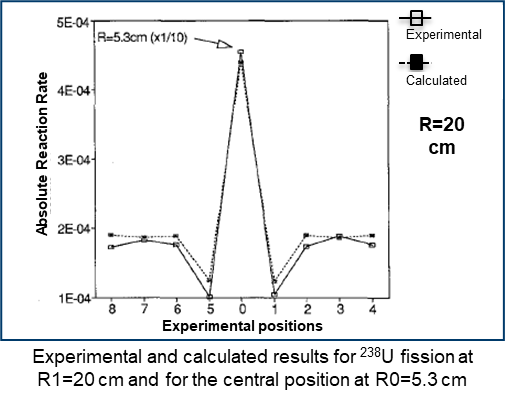 5E-04
R=5.3cm (x1/10)
Experimental
4E-04
Calculated
R=20
cm
Absolute Reaction Rate
3E-04
2E-04
1E-04
8 7 6 5 0 1 2 3 4
Experimental positions
Experimental and calculated results for ²³⁸U fission at
R1=20 cm and for the central position at R0=5.3 cm